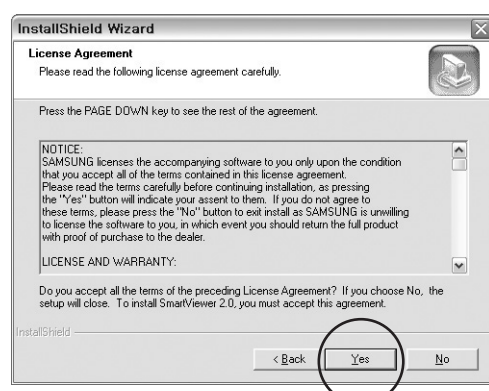 InstallShield Wizard
License Agreement
Please read the following license agreement carefully.
Press the PAGE DOWN key to see the rest of the agreement.
NOTICE:
SAMSUNG licenses the accompanying software to you only upon the condition
that you accept all of the terms contained in this license agreement.
Please read the terms carefully before continuing installation, as pressing
the "Yes" button will indicate your assent to them. If you do not agree to
these terms, please press the "No" button to exit install as SAMSUNG is unwilling
to license the software to you, in which event you should return the full product
with proof of purchase to the dealer.
LICENSE AND WARRANTY:
Do you accept all the terms of the preceding License Agreement? If you choose No, the
setup will close. To install SmartViewer 2.0, you must accept this agreement.
InstallShield
< Back Yes No